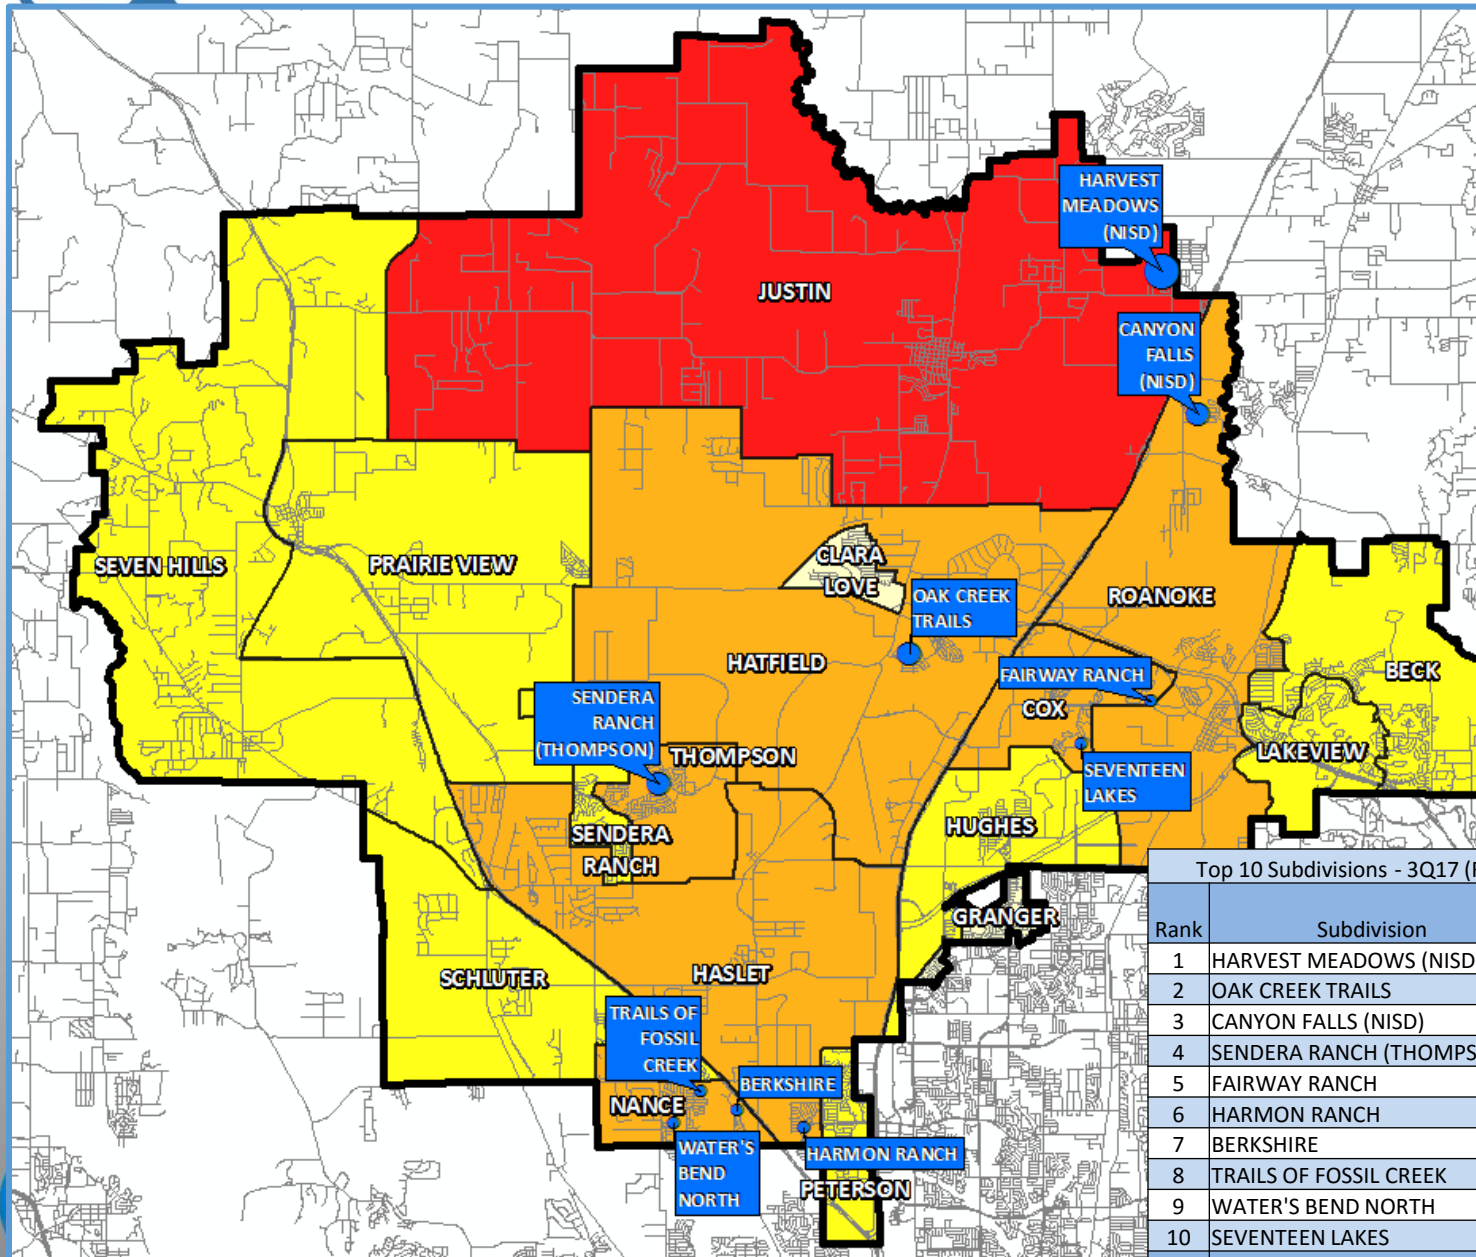 HARVEST
MEADOWS
(NISD)
JUSTIN
CANYON
FALLS
(NISD)
SEVEN HILLS
PRAIRIE VIEW
CLARA
LOVE
OAK CREEK
TRAILS
ROANOKE
HATFIELD
FAIRWAY RANCH
BECK
SENDERA
RANCH
(THOMPSON)
COX
THOMPSON
LAKEVIEW
SEVENTEEN
LAKES
SENDERA
RANCH
HUGHES
GRANGER
SCHLUTER
HASLET
TRAILS OF
FOSSIL
CREEK
BERKSHIRE
NANCE
WATER'S
BEND
NORTH
HARMON RANCH
PETERSON
Top 10 Subdivisions - 3Q17 (
Rank Subdivision
1 HARVEST MEADOWS (NISD
2 OAK CREEK TRAILS
3 CANYON FALLS (NISD)
4 SENDERA RANCH (THOMPS
5 FAIRWAY RANCH
6 HARMON RANCH
7 BERKSHIRE
8 TRAILS OF FOSSIL CREEK
9 WATER'S BEND NORTH
10 SEVENTEEN LAKES